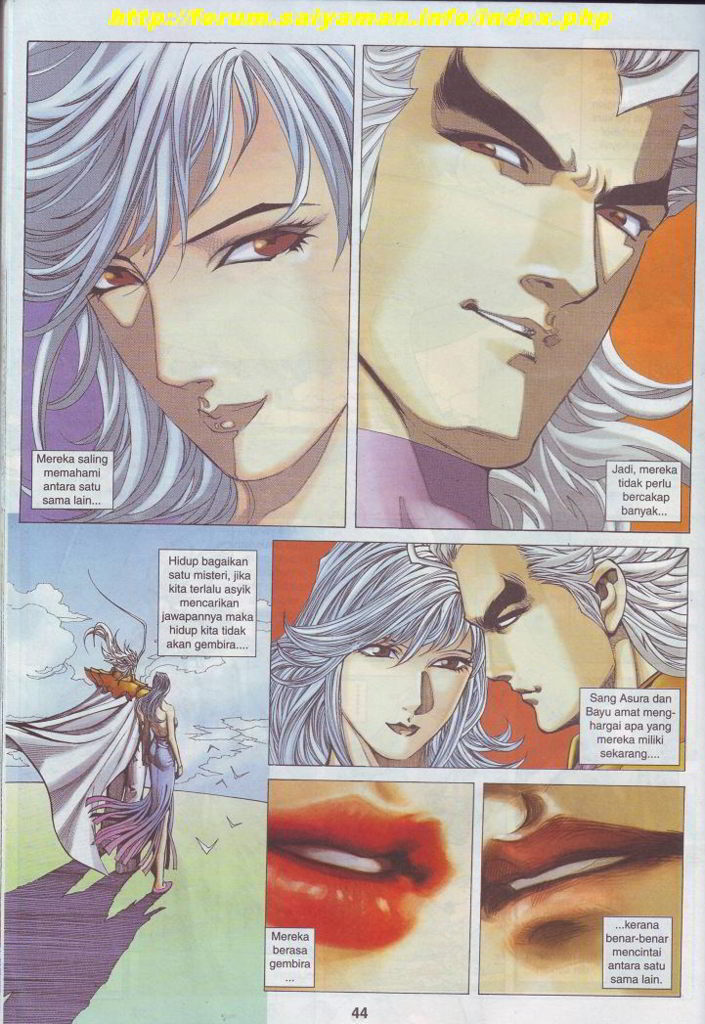 http://forum.saiyaman.info/index.php
Mereka saling
memahami
antara satu
sama lain...
Jadi, mereka
tidak perlu
bercakap
banyak...
Hidup bagaikan
satu misteri, jika
kita terlalu asyik
mencarikan
jawapannya maka
hidup kita tidak
akan gembira....
Sang Asura dan
Bayu amat meng-
hargai apa yang
mereka miliki
sekarang....
Mereka
berasa
gembira
...
...kerana
benar-benar
mencintai
antara satu
sama lain.
44